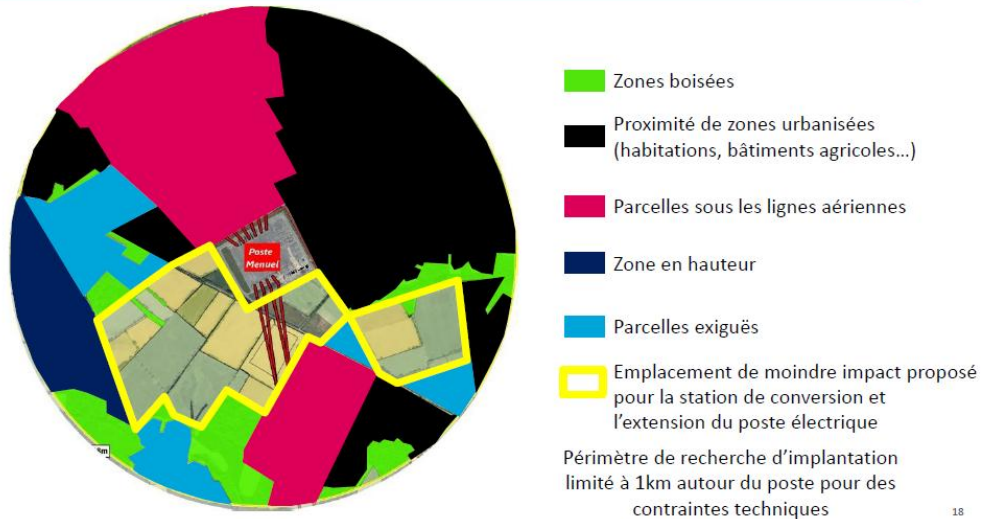 Poste
Menuel
Zones boisées
Proximité de zones urbanisées
(habitations, bâtiments agricoles...)
Parcelles sous les lignes aériennes
Zone en hauteur
Parcelles exiguës
Emplacement de moindre impact proposé
pour la station de conversion et
l'extension du poste électrique
Périmètre de recherche d'implantation
limité à 1km autour du poste pour des
contraintes techniques
18